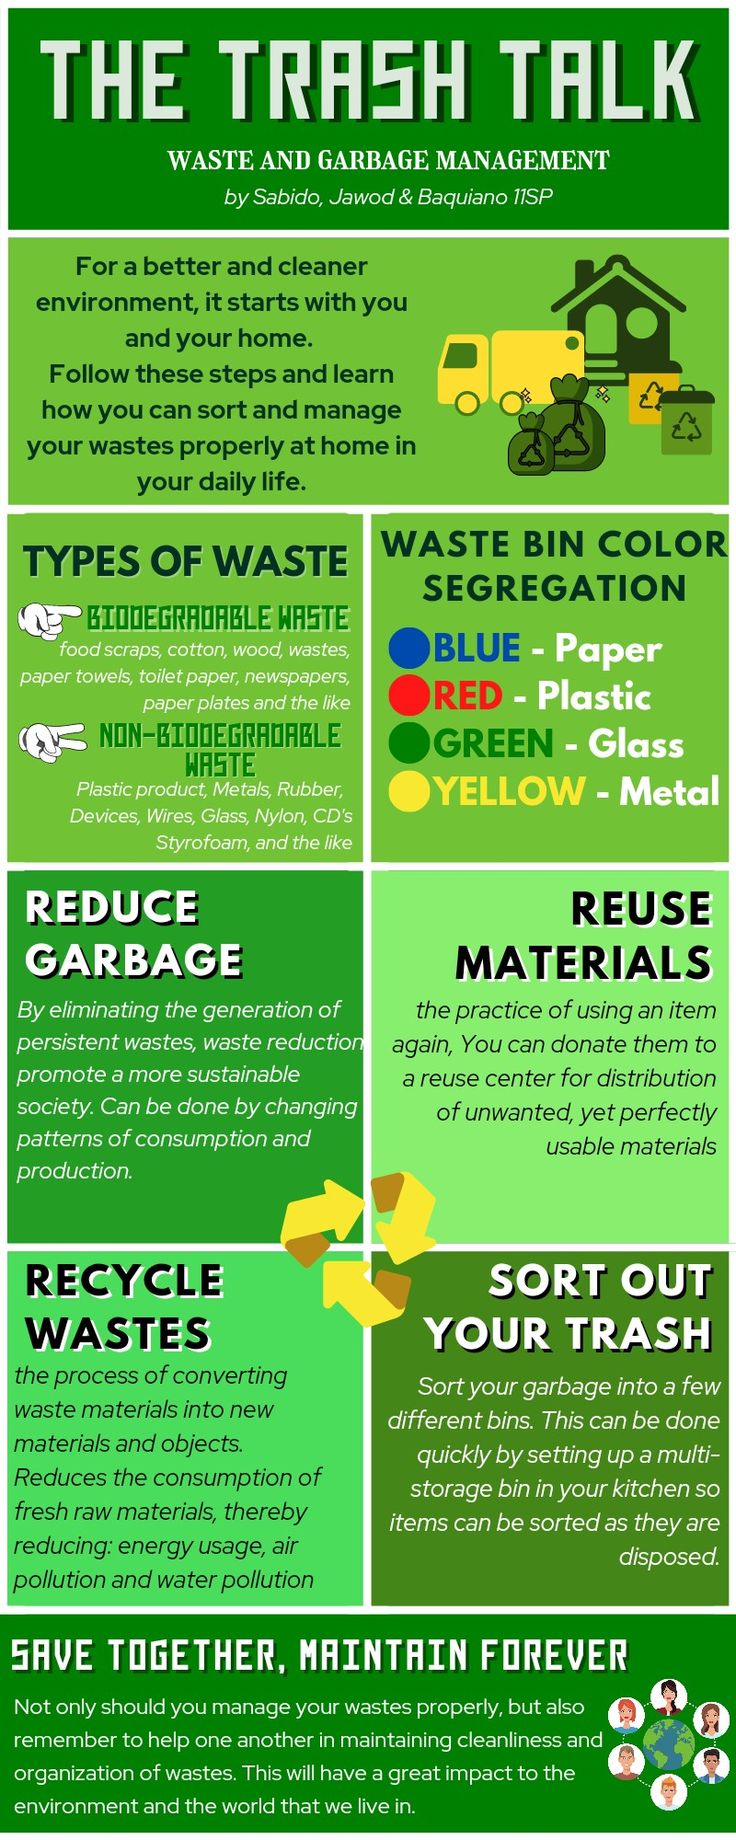 THE TRASH TALK
WASTE AND GARBAGE MANAGEMENT
by Sabido, Jawod & Baquiano 11SP
For a better and cleaner
environment, it starts with you
and your home.
Follow these steps and learn
how you can sort and manage
your wastes properly at home in
your daily life.
TYPES OF WASTE
BIODEGRADABLE WASTE
food scraps, cotton, wood, wastes,
paper towels, toilet paper, newspapers,
paper plates and the like
NON-BIODEGRADABLE
WASTE
Plastic product, Metals, Rubber,
Devices, Wires, Glass, Nylon, CD's
Styrofoam, and the like
WASTE BIN COLOR
SEGREGATION
BLUE - Paper
RED - Plastic
GREEN - Glass
YELLOW - Metal
REDUCE
GARBAGE
By eliminating the generation of
persistent wastes, waste reduction
promote a more sustainable
society. Can be done by changing
patterns of consumption and
production.
REUSE
MATERIALS
the practice of using an item
again, You can donate them to
a reuse center for distribution
of unwanted, yet perfectly
usable materials
RECYCLE
WASTES
the process of converting
waste materials into new
materials and objects.
Reduces the consumption of
fresh raw materials, thereby
reducing: energy usage, air
pollution and water pollution
SORT OUT
YOUR TRASH
Sort your garbage into a few
different bins. This can be done
quickly by setting up a multi-
storage bin in your kitchen so
items can be sorted as they are
disposed.
SAVE TOGETHER, MAINTAIN FOREVER
Not only should you manage your wastes properly, but also
remember to help one another in maintaining cleanliness and
organization of wastes. This will have a great impact to the
environment and the world that we live in.